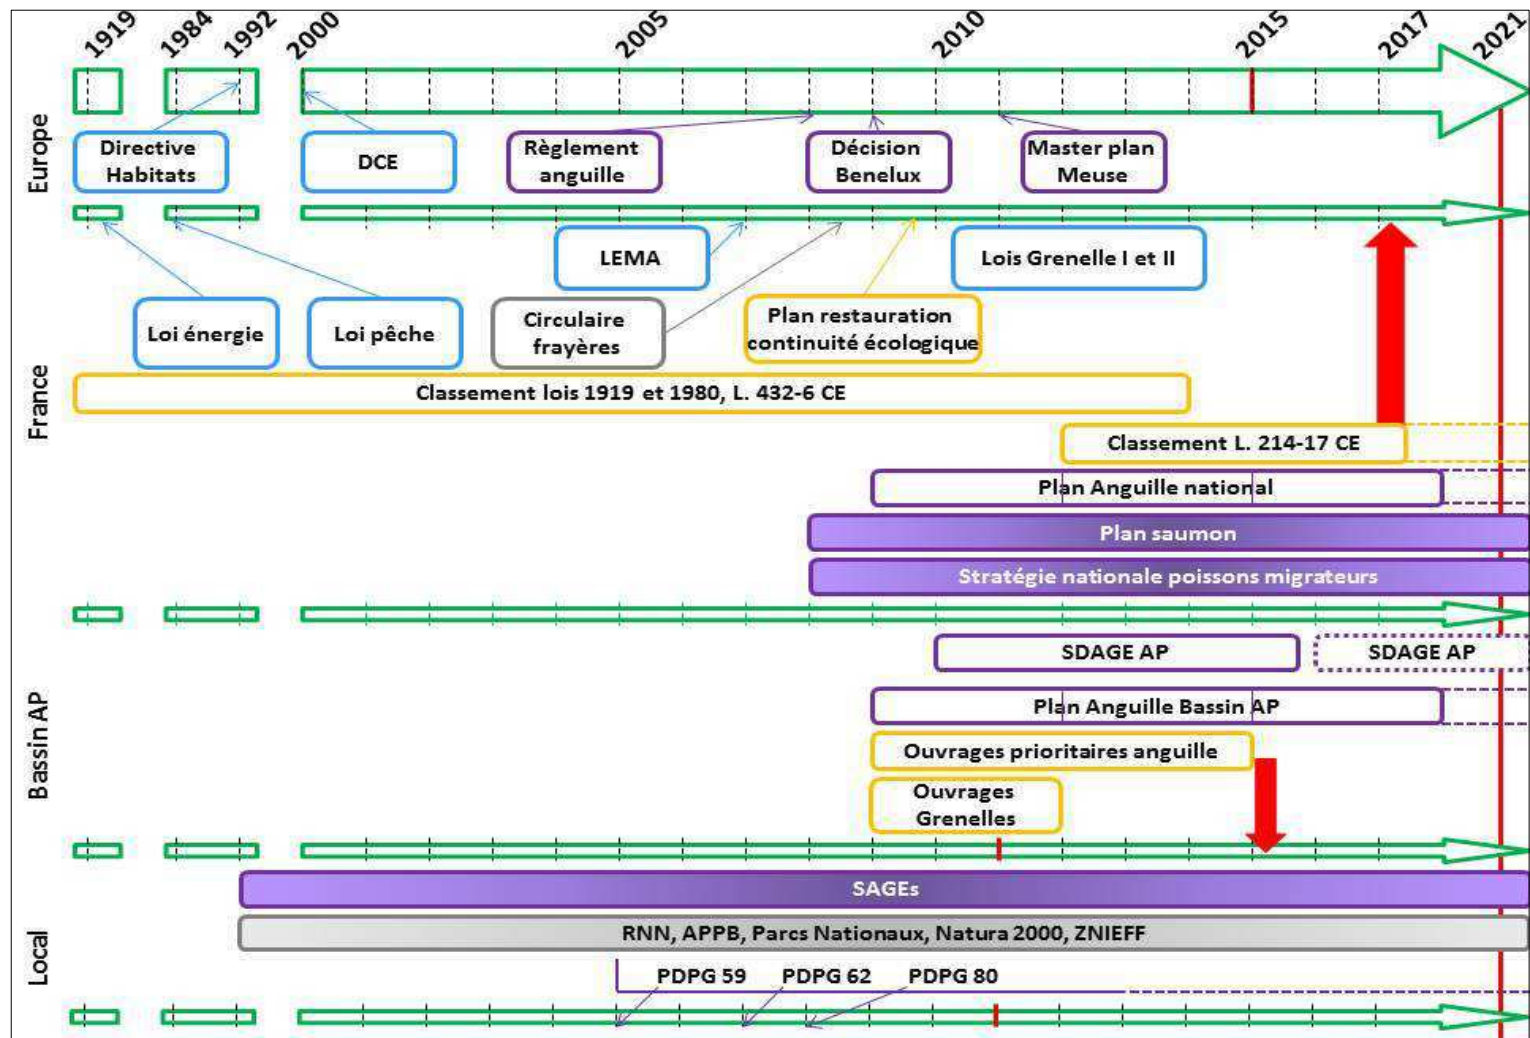 1919
1984
1992
2000
2005
2010
2015
2017
2021
Europe
Directive
Habitats
DCE
Règlement
anguille
Décision
Benelux
Master plan
Meuse
France
LEMA
Lois Grenelle I et II
Loi énergie
Loi pêche
Circulaire
frayères
Plan restauration
continuité écologique
Classement lois 1919 et 1980, L. 432-6 CE
Classement L. 214-17 CE
Plan Anguille national
Plan saumon
Stratégie nationale poissons migrateurs
Bassin AP
SDAGE AP
SDAGE AP
Plan Anguille Bassin AP
Ouvrages prioritaires anguille
Ouvrages
Grenelles
Local
SAGEs
RNN, APPB, Parcs Nationaux, Natura 2000, ZNIEFF
PDPG 59
PDPG 62
PDPG 80